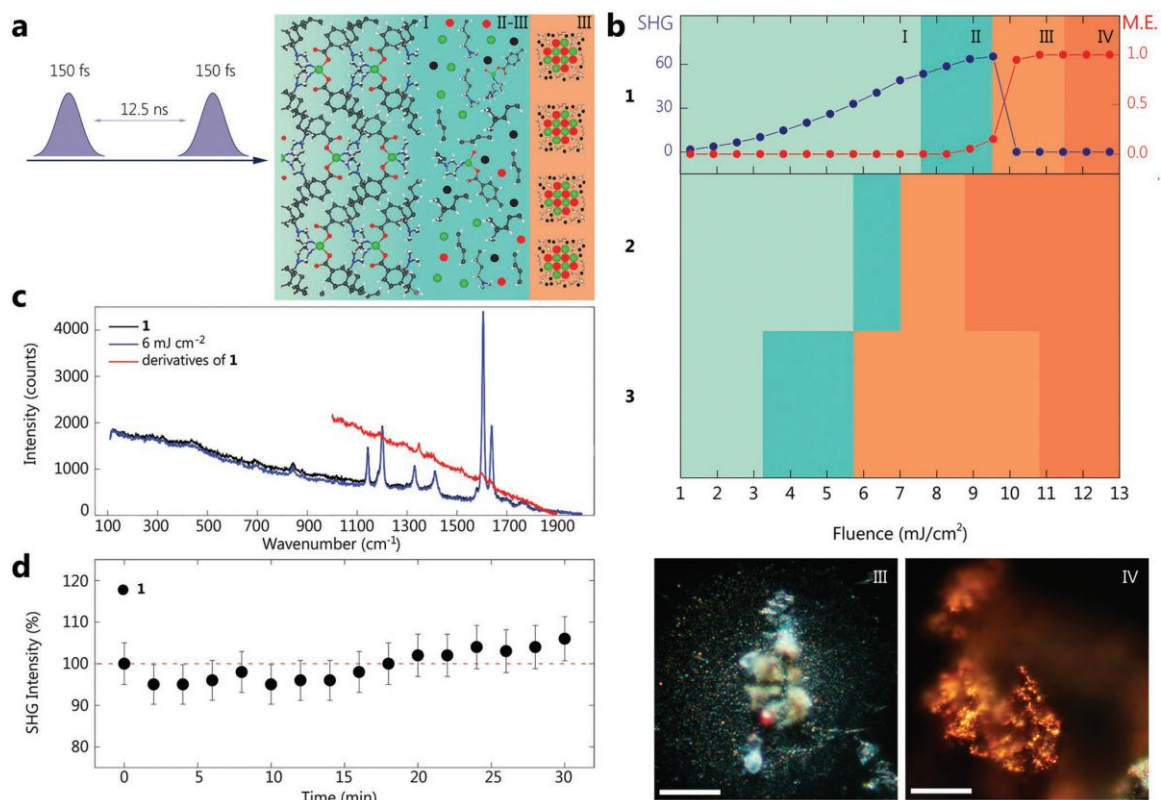 a
150 fs
150 fs
12.5 ns
I
II-III
III
b
SHG
M.E.
I
II
III
IV
60
30
0
1.0
0.5
0.0
1
2
3
1 2 3 4 5 6 7 8 9 10 11 12 13
Fluence (mJ/cm²)
c
1
6 mJ cm⁻²
derivatives of 1
Intensity (counts)
4000
3000
2000
1000
0
100 300 500 700 900 1100 1300 1500 1700 1900
Wavenumber (cm⁻¹)
d
1
SHG Intensity (%)
120
110
100
90
80
0 5 10 15 20 25 30
Time (min)
III
IV